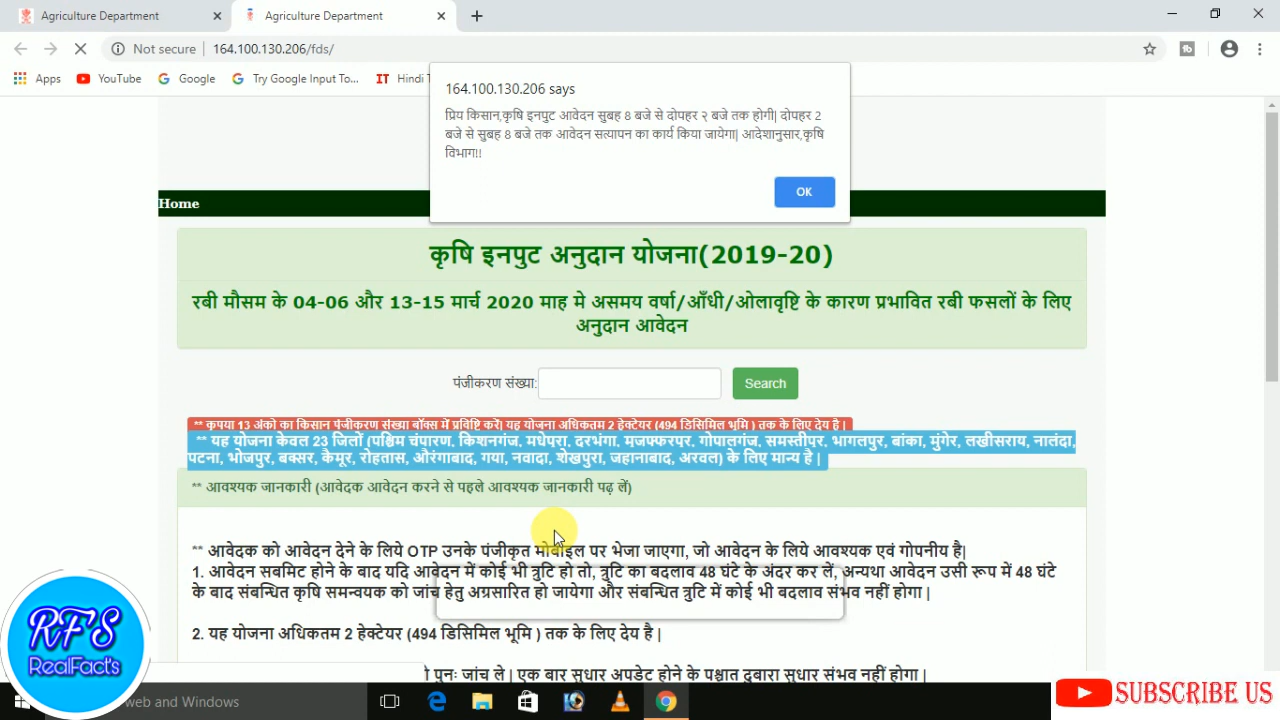 Agriculture Department
Agriculture Department
Not secure 164.100.130.206/fds/
Apps YouTube Google Try Google Input To... IT Hindi
164.100.130.206 says
प्रिय किसान,कृषि इनपुट आवेदन सुबह 8 बजे से दोपहर २ बजे तक होगी| दोपहर 2
बजे से सुबह 8 बजे तक आवेदन सत्यापन का कार्य किया जायेगा| आदेशानुसार,कृषि
विभाग!!
OK
Home
कृषि इनपुट अनुदान योजना(2019-20)
रबी मौसम के 04-06 और 13-15 मार्च 2020 माह मे असमय वर्षा/आँधी/ओलावृष्टि के कारण प्रभावित रबी फसलों के लिए
अनुदान आवेदन
पंजीकरण संख्या:
Search
** कृपया 13 अंको का किसान पंजीकरण संख्या बॉक्स में प्रविष्टि करें| यह योजना अधिकतम 2 हेक्टेयर (494 डिसिमिल भूमि ) तक के लिए देय है |
** यह योजना केवल 23 जिलों (पश्चिम चंपारण, किशनगंज, मधेपुरा, दरभंगा, मजफ्फरपर, गोपालगंज, समस्तीपर, भागलपुर, बांका, मुंगेर, लखीसराय, नालंदा,
पटना, भोजपुर, बक्सर, कैमूर, रोहतास, औरंगाबाद, गया, नवादा, शेखपुरा, जहानाबाद, अरवल) के लिए मान्य है |
** आवश्यक जानकारी (आवेदक आवेदन करने से पहले आवश्यक जानकारी पढ़ लें)
** आवेदक को आवेदन देने के लिये OTP उनके पंजीकृत मोबाइल पर भेजा जाएगा, जो आवेदन के लिये आवश्यक एवं गोपनीय है|
1. आवेदन सबमिट होने के बाद यदि आवेदन में कोई भी त्रुटि हो तो, त्रुटि का बदलाव 48 घंटे के अंदर कर लें, अन्यथा आवेदन उसी रूप में 48 घंटे
के बाद संबन्धित कृषि समन्वयक को जांच हेतु अग्रसारित हो जायेगा और संबन्धित त्रुटि में कोई भी बदलाव संभव नहीं होगा |
2. यह योजना अधिकतम 2 हेक्टेयर (494 डिसिमिल भूमि ) तक के लिए देय है |
पुनः जांच ले | एक बार सुधार अपडेट होने के पश्चात दुबारा सुधार संभव नहीं होगा |
RF'S
RealFact's
web and Windows
SUBSCRIBE US